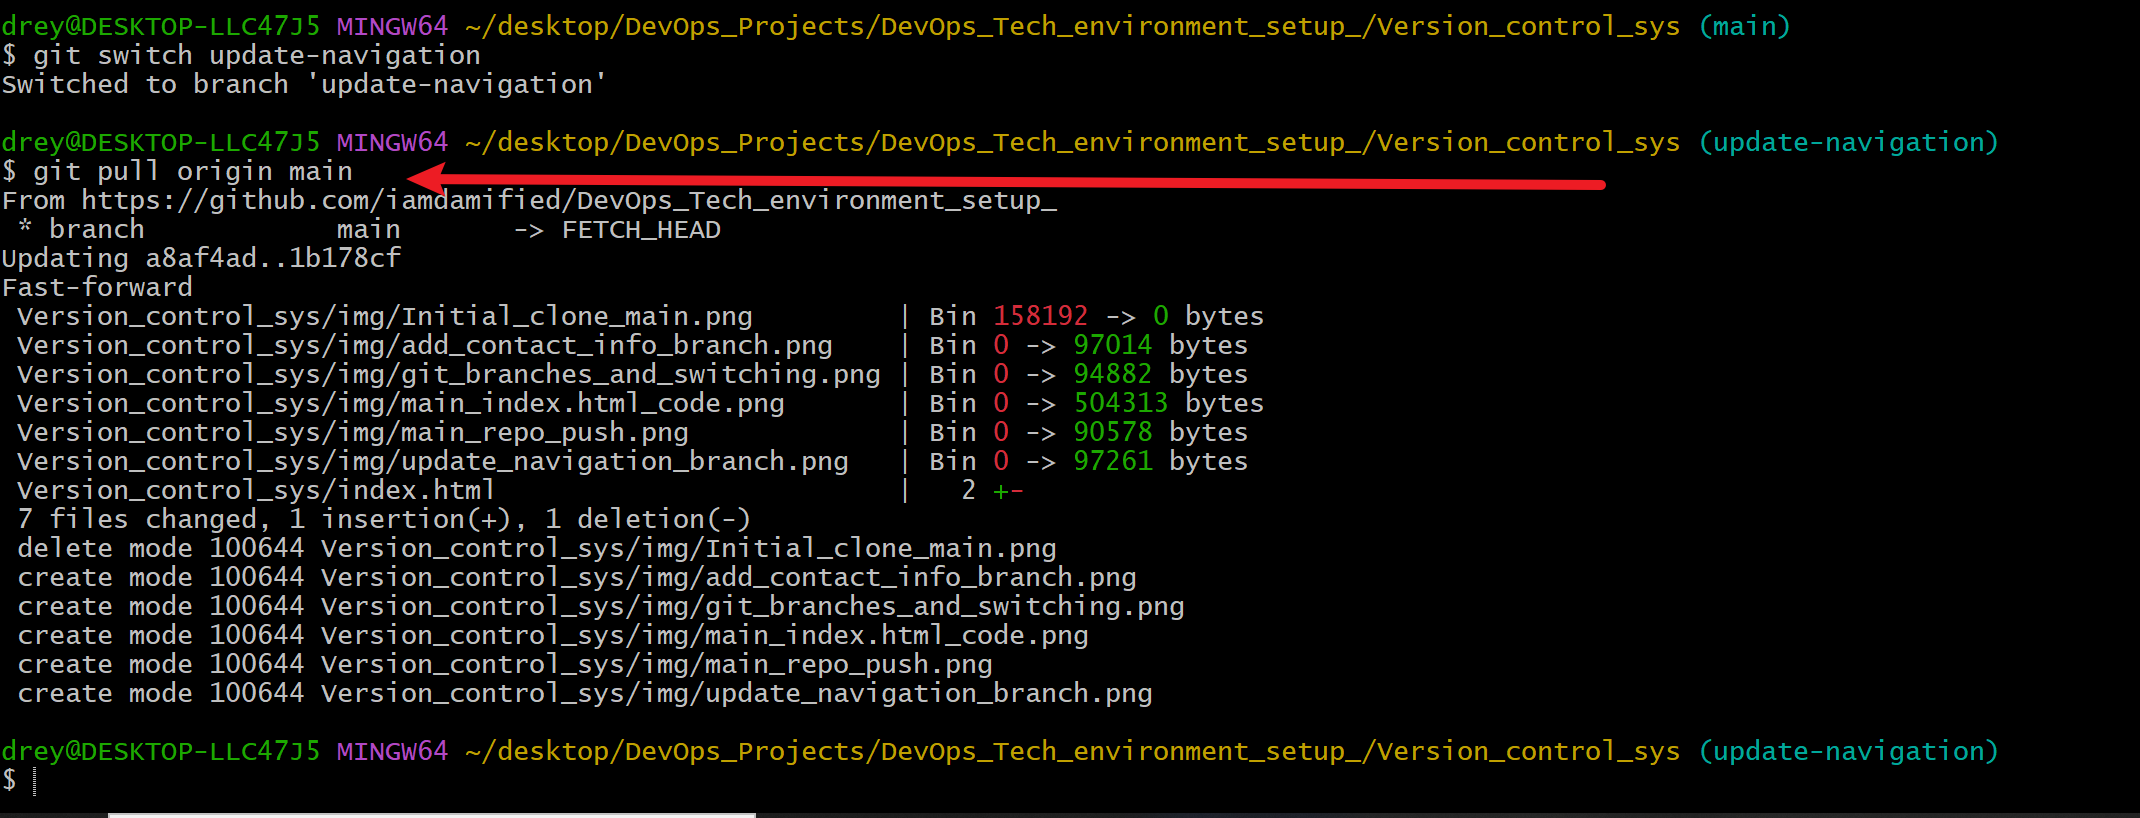 drey@DESKTOP-LLC47J5 MINGW64 ~/desktop/DevOps_Projects/DevOps_Tech_environment_setup_/Version_control_sys (main)
$ git switch update-navigation
Switched to branch 'update-navigation'
drey@DESKTOP-LLC47J5 MINGW64 ~/desktop/DevOps_Projects/DevOps_Tech_environment_setup_/Version_control_sys (update-navigation)
$ git pull origin main
From https://github.com/iamdamified/DevOps_Tech_environment_setup_
 * branch            main       -> FETCH_HEAD
Updating a8af4ad..1b178cf
Fast-forward
 Version_control_sys/img/Initial_clone_main.png         | Bin 158192 -> 0 bytes
 Version_control_sys/img/add_contact_info_branch.png    | Bin 0 -> 97014 bytes
 Version_control_sys/img/git_branches_and_switching.png | Bin 0 -> 94882 bytes
 Version_control_sys/img/main_index.html_code.png       | Bin 0 -> 504313 bytes
 Version_control_sys/img/main_repo_push.png             | Bin 0 -> 90578 bytes
 Version_control_sys/img/update_navigation_branch.png   | Bin 0 -> 97261 bytes
 Version_control_sys/index.html                         |   2 +-
 7 files changed, 1 insertion(+), 1 deletion(-)
 delete mode 100644 Version_control_sys/img/Initial_clone_main.png
 create mode 100644 Version_control_sys/img/add_contact_info_branch.png
 create mode 100644 Version_control_sys/img/git_branches_and_switching.png
 create mode 100644 Version_control_sys/img/main_index.html_code.png
 create mode 100644 Version_control_sys/img/main_repo_push.png
 create mode 100644 Version_control_sys/img/update_navigation_branch.png
drey@DESKTOP-LLC47J5 MINGW64 ~/desktop/DevOps_Projects/DevOps_Tech_environment_setup_/Version_control_sys (update-navigation)
$